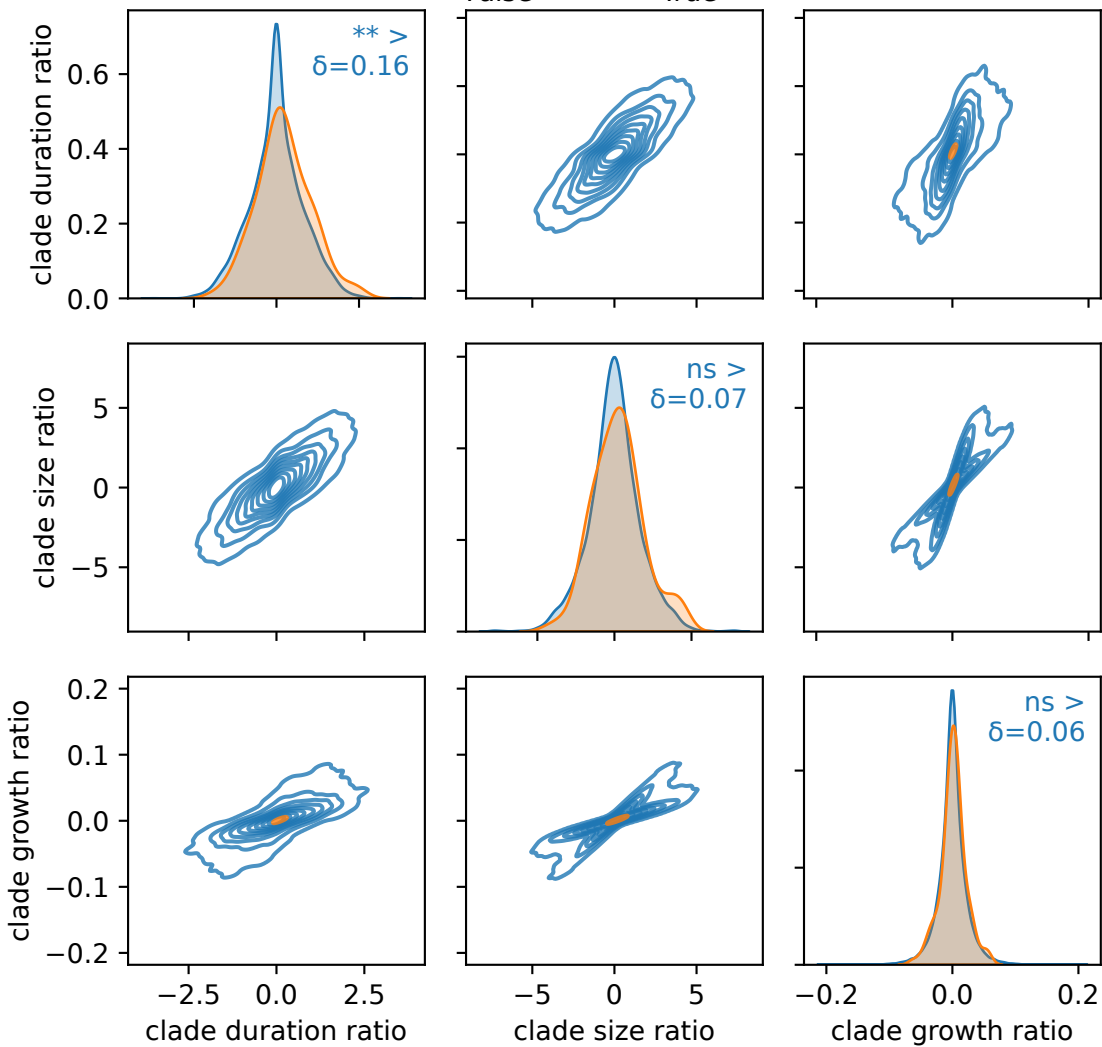 clade duration ratio
0.6
0.4
0.2
0.0
** >
δ=0.16
clade size ratio
5
0
−5
ns >
δ=0.07
clade growth ratio
0.2
0.1
0.0
−0.1
−0.2
ns >
δ=0.06
−2.5 0.0 2.5
−5 0 5
−0.2 0.0 0.2
clade duration ratio
clade size ratio
clade growth ratio